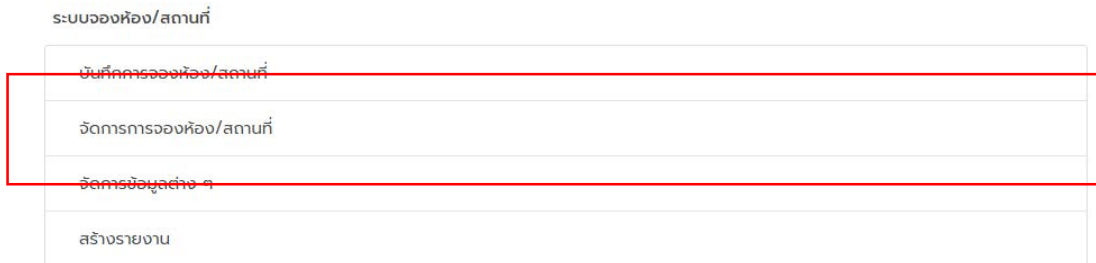 ระบบจองห้อง/สถานที่
บันทึกการจองห้อง/สถานที่
จัดการการจองห้อง/สถานที่
จัดการข้อมูลต่าง ๆ
สร้างรายงาน